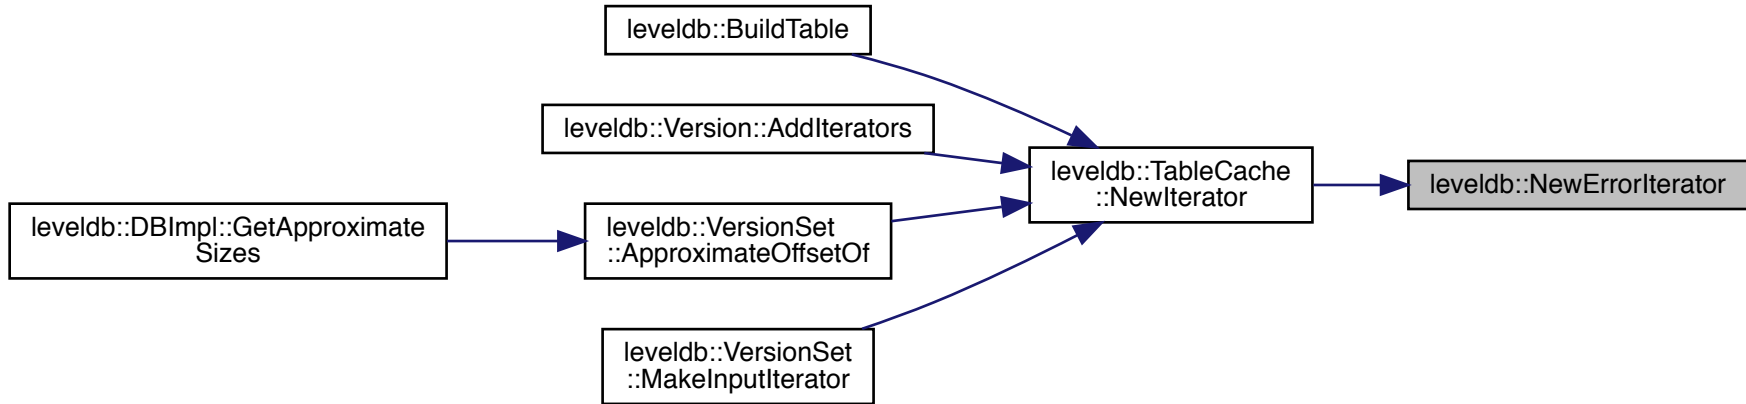 leveldb::BuildTable
leveldb::Version::AddIterators
leveldb::TableCache
::NewIterator
leveldb::NewErrorIterator
leveldb::DBImpl::GetApproximate
Sizes
leveldb::VersionSet
::ApproximateOffsetOf
leveldb::VersionSet
::MakeInputIterator